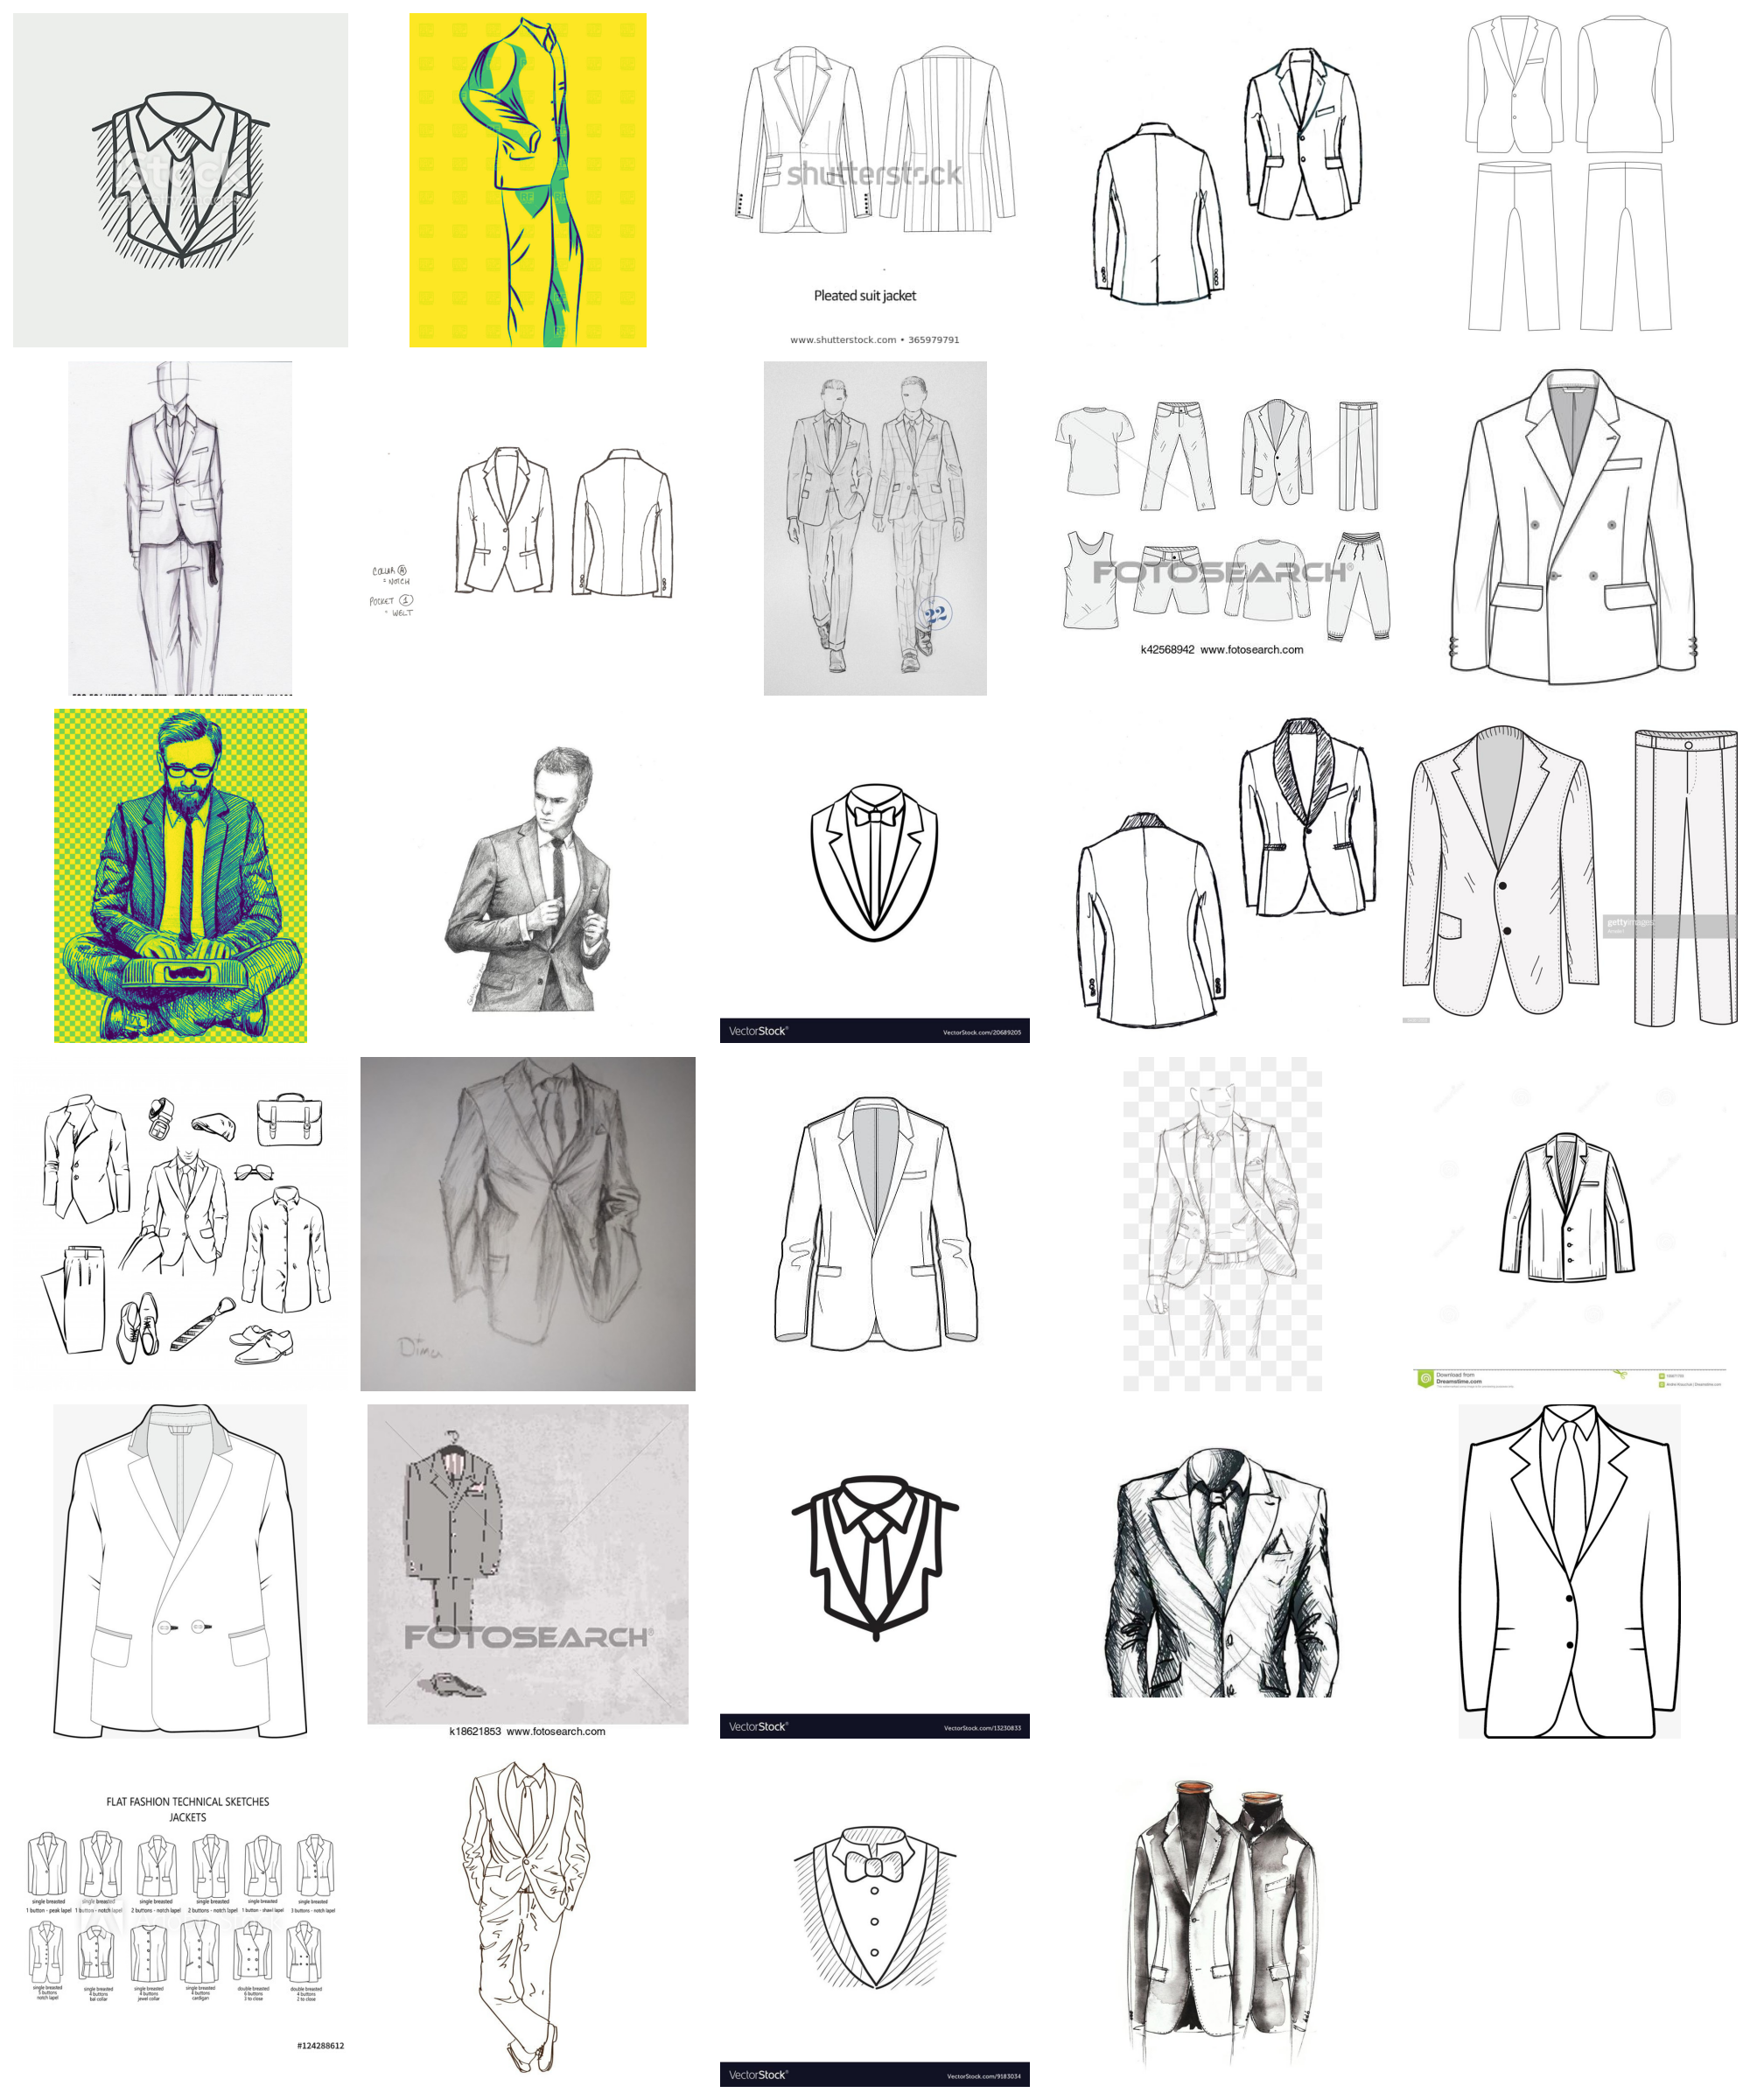 iStock
shutterstock
Pleated suit jacket
www.shutterstock.com • 365979791
COLLAR A
= NOTCH
POCKET 1
- WELT
22
FOTOSEARCH®
k42568942 www.fotosearch.com
VectorStock®
VectorStock.com/20689205
gettyimages
Dima
Download from
Dreamstime.com
FOTOSEARCH®
k18621853 www.fotosearch.com
VectorStock®
VectorStock.com/13230833
FLAT FASHION TECHNICAL SKETCHES
JACKETS
single breasted single breasted single breasted single breasted single breasted single breasted
1 button - peak lapel 1 button - notch lapel 2 buttons - notch lapel 2 buttons - notch lapel 1 button - shawl lapel 3 buttons - notch lapel
single breasted single breasted single breasted single breasted double breasted double breasted
5 buttons 4 buttons 4 buttons 4 buttons 6 buttons 4 buttons
notch lapel bal collar jewel collar cardigan 3 to close 2 to close
#124288612
VectorStock®
VectorStock.com/9183034